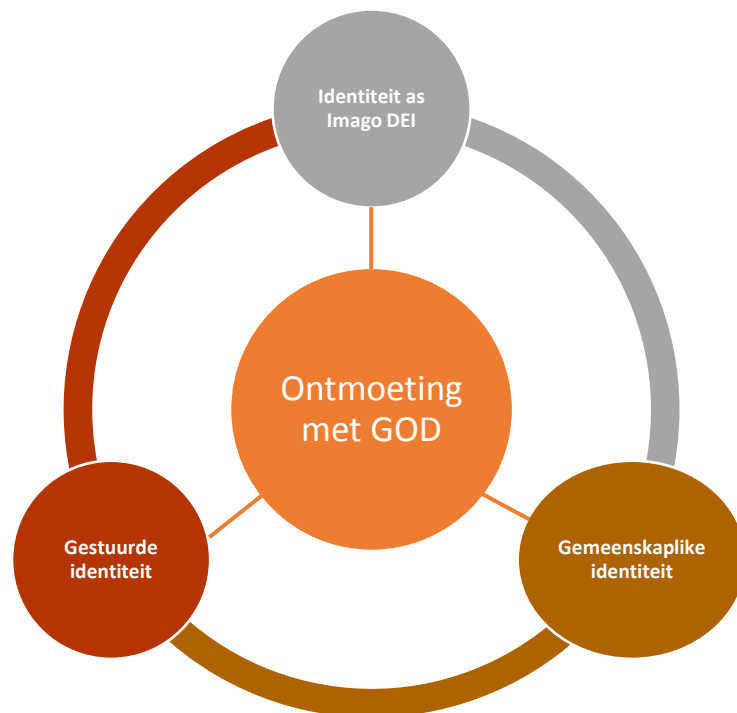 Identiteit as
Imago DEI
Ontmoeting
met GOD
Gestuurde
identiteit
Gemeenskaplike
identiteit